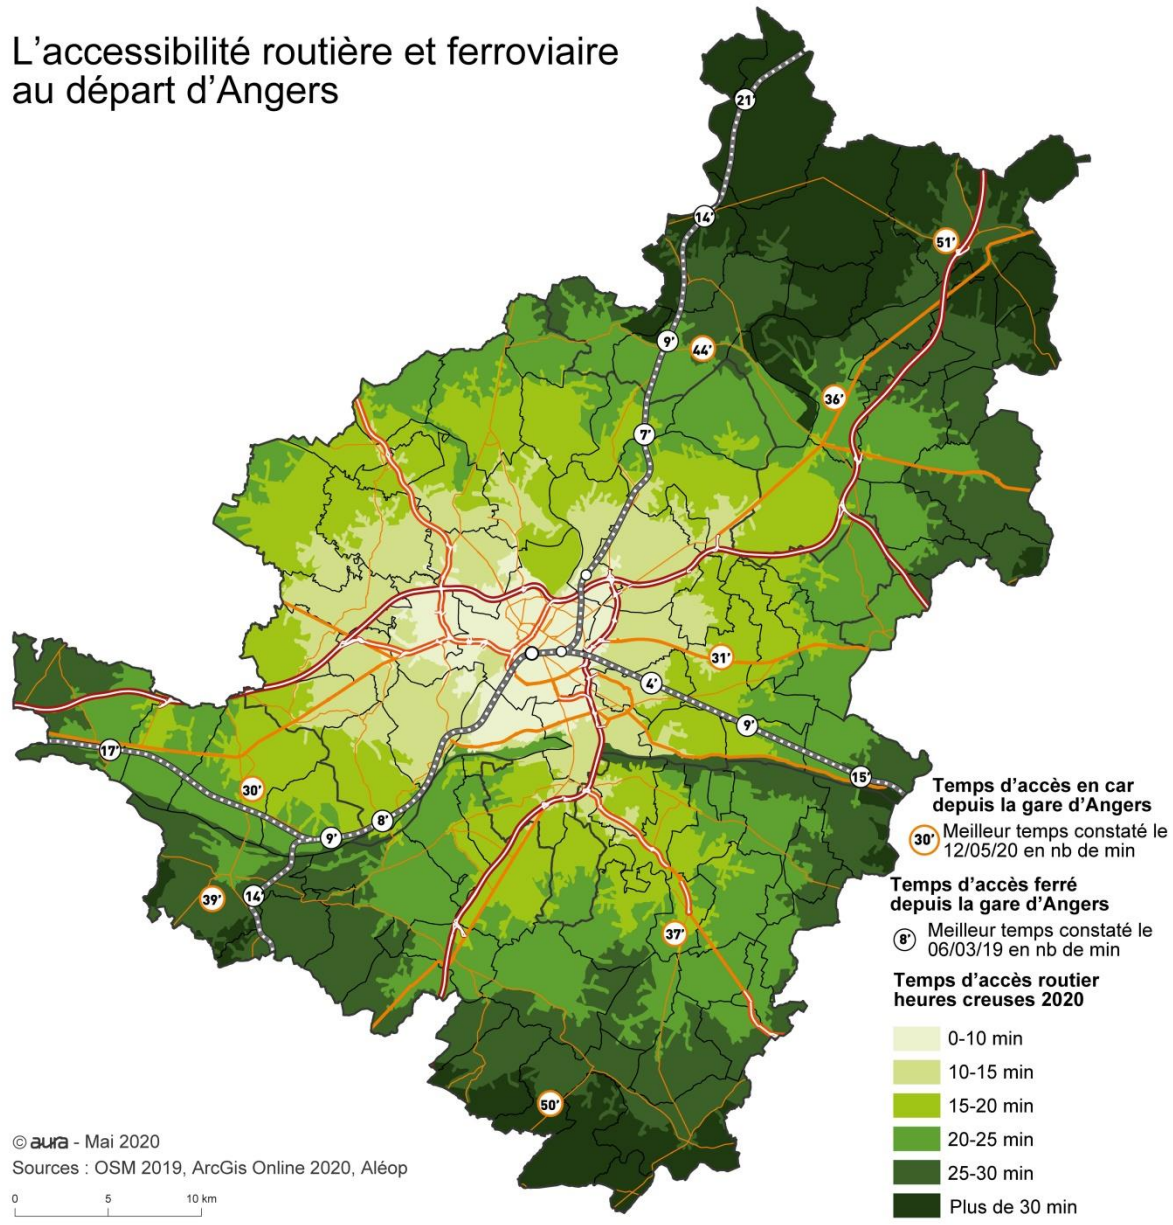 L'accessibilité routière et ferroviaire
au départ d'Angers
21'
14'
51'
9'
44'
36'
7'
31'
4'
9'
17'
15'
30'
8'
9'
39'
14'
37'
50'
Temps d'accès en car
depuis la gare d'Angers
30'
Meilleur temps constaté le
12/05/20 en nb de min
Temps d'accès ferré
depuis la gare d'Angers
8'
Meilleur temps constaté le
06/03/19 en nb de min
Temps d'accès routier
heures creuses 2020
0-10 min
10-15 min
15-20 min
20-25 min
25-30 min
Plus de 30 min
© aura - Mai 2020
Sources : OSM 2019, ArcGis Online 2020, Aléop
0 5 10 km